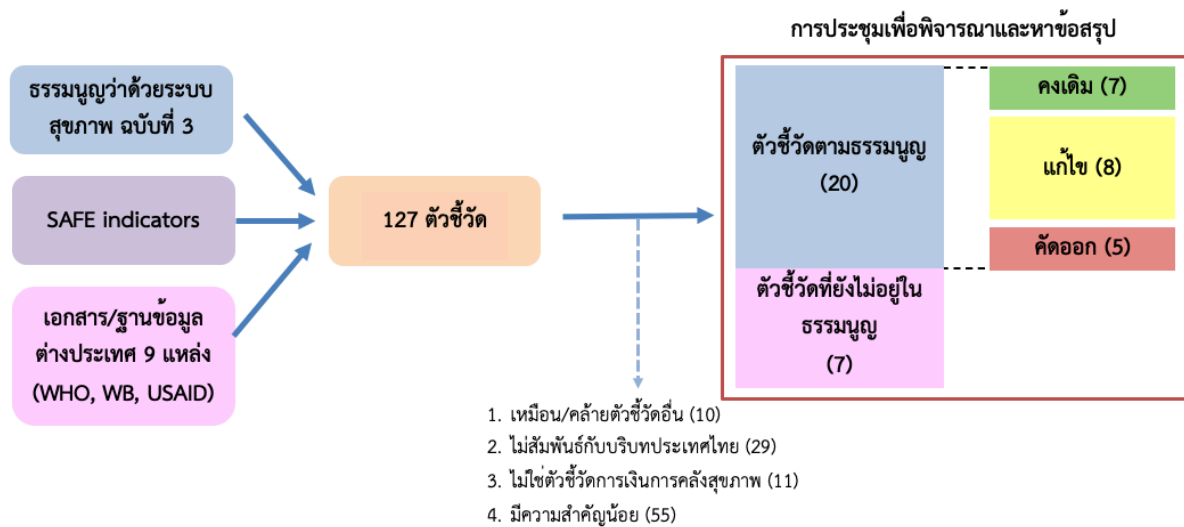 การประชุมเพื่อพิจารณาและหาข้อสรุป
ธรรมนูญว่าด้วยระบบ
สุขภาพ ฉบับที่ 3
SAFE indicators
เอกสาร/ฐานข้อมูล
ต่างประเทศ 9 แหล่ง
(WHO, WB, USAID)
127 ตัวชี้วัด
1. เหมือน/คล้ายตัวชี้วัดอื่น (10)
2. ไม่สัมพันธ์กับบริบทประเทศไทย (29)
3. ไม่ใช่ตัวชี้วัดการเงินการคลังสุขภาพ (11)
4. มีความสำคัญน้อย (55)
ตัวชี้วัดตามธรรมนูญ
(20)
ตัวชี้วัดที่ยังไม่อยู่ใน
ธรรมนูญ
(7)
คงเดิม (7)
แก้ไข (8)
คัดออก (5)